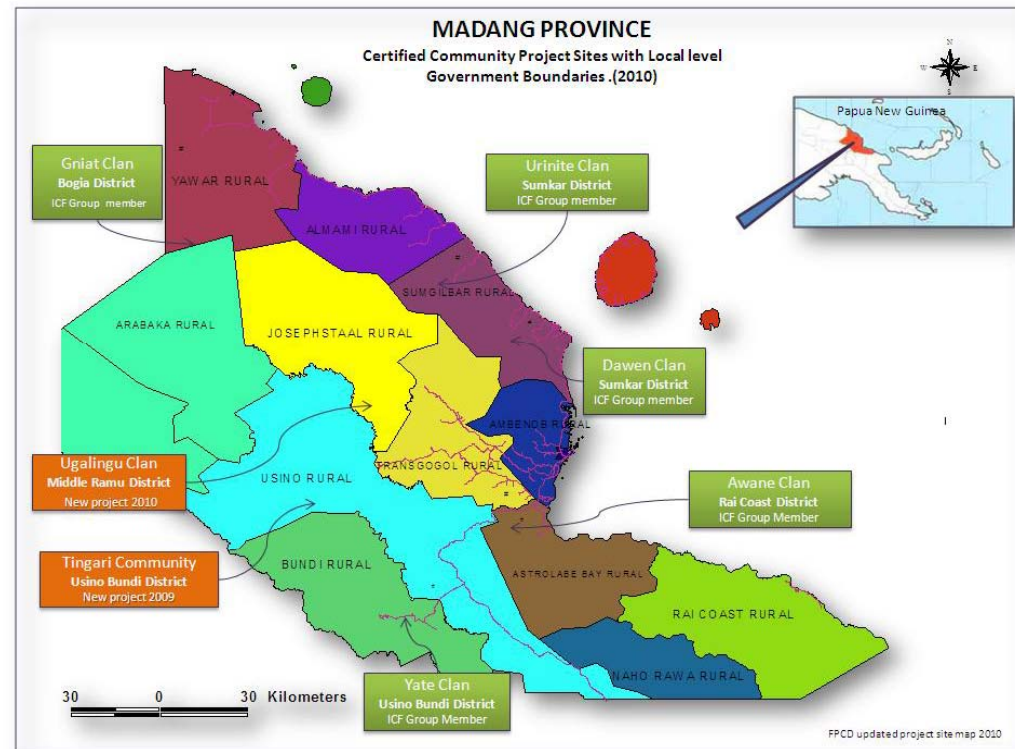 MADANG PROVINCE
Certified Community Project Sites with Local level
Government Boundaries .(2010)
N
W
E
S
Papua New Guinea
Gniat Clan
Bogia District
ICF Group member
Urinite Clan
Sumkar District
ICF Group member
YAWAR RURAL
ALMAMI RURAL
SUMGILBAR RURAL
ARABAKA RURAL
JOSEPHSTAAL RURAL
Dawen Clan
Sumkar District
ICF Group member
AMBENOB RURAL
Ugalingu Clan
Middle Ramu District
New project 2010
TRANSGOGOL RURAL
USINO RURAL
Awane Clan
Rai Coast District
ICF Group Member
Tingari Community
Usino Bundi District
New project 2009
BUNDI RURAL
ASTROLABE BAY RURAL
RAI COAST RURAL
NAHO RAWA RURAL
Yate Clan
Usino Bundi District
ICF Group Member
30 0 30 Kilometers
FPCD updated project site map 2010